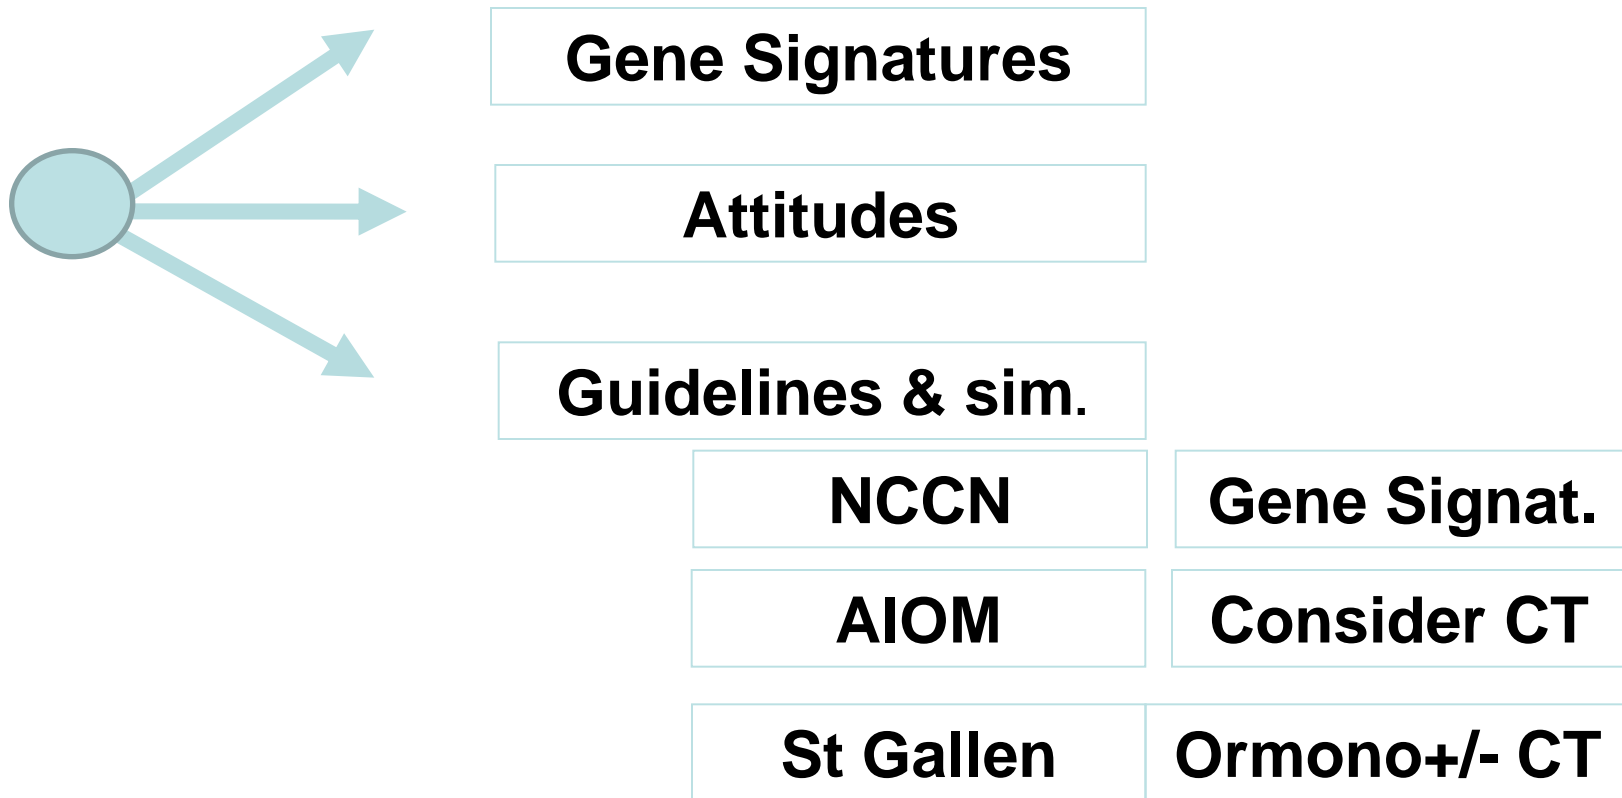 Gene Signatures
Attitudes
Guidelines & sim.
NCCN
Gene Signat.
AIOM
Consider CT
St Gallen
Ormono+/- CT